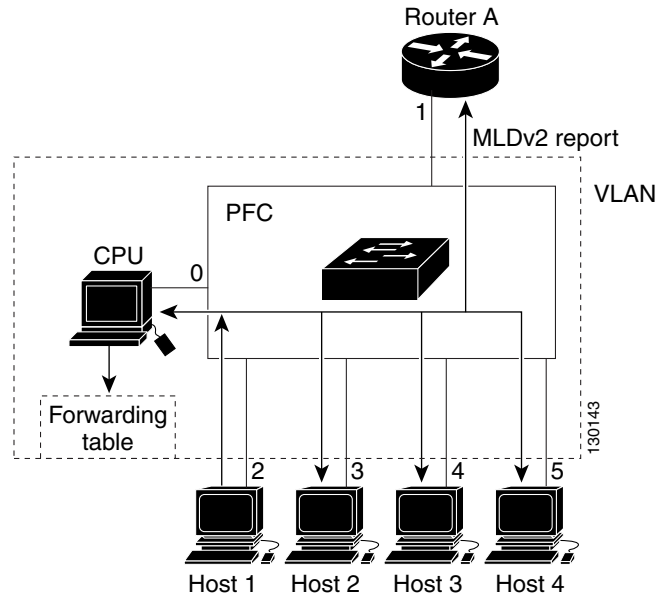 Router A
1
MLDv2 report
VLAN
PFC
CPU
0
Forwarding
table
130143
2
3
4
5
Host 1
Host 2
Host 3
Host 4